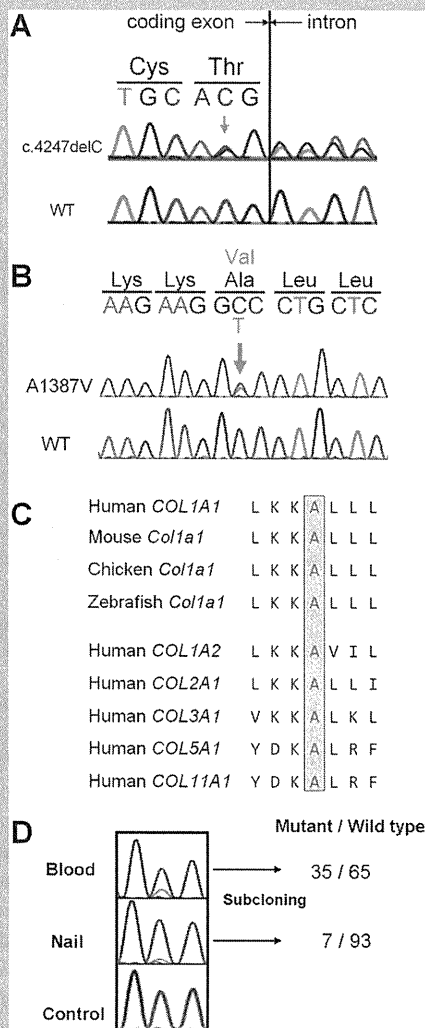 A
coding exon
intron
Cys Thr
T G C A C G
c.4247delC
WT
B
Val
Lys Lys Ala Leu Leu
AAG AAG GCC CTG CTC
T
A1387V
WT
C
Human COL1A1 L K K A L L L
Mouse Col1a1 L K K A L L L
Chicken Col1a1 L K K A L L L
Zebrafish Col1a1 L K K A L L L
Human COL1A2 L K K A V I L
Human COL2A1 L K K A L L I
Human COL3A1 V K K A L K L
Human COL5A1 Y D K A L R F
Human COL11A1 Y D K A L R F
D
Mutant / Wild type
Blood 35 / 65
Subcloning
Nail 7 / 93
Control